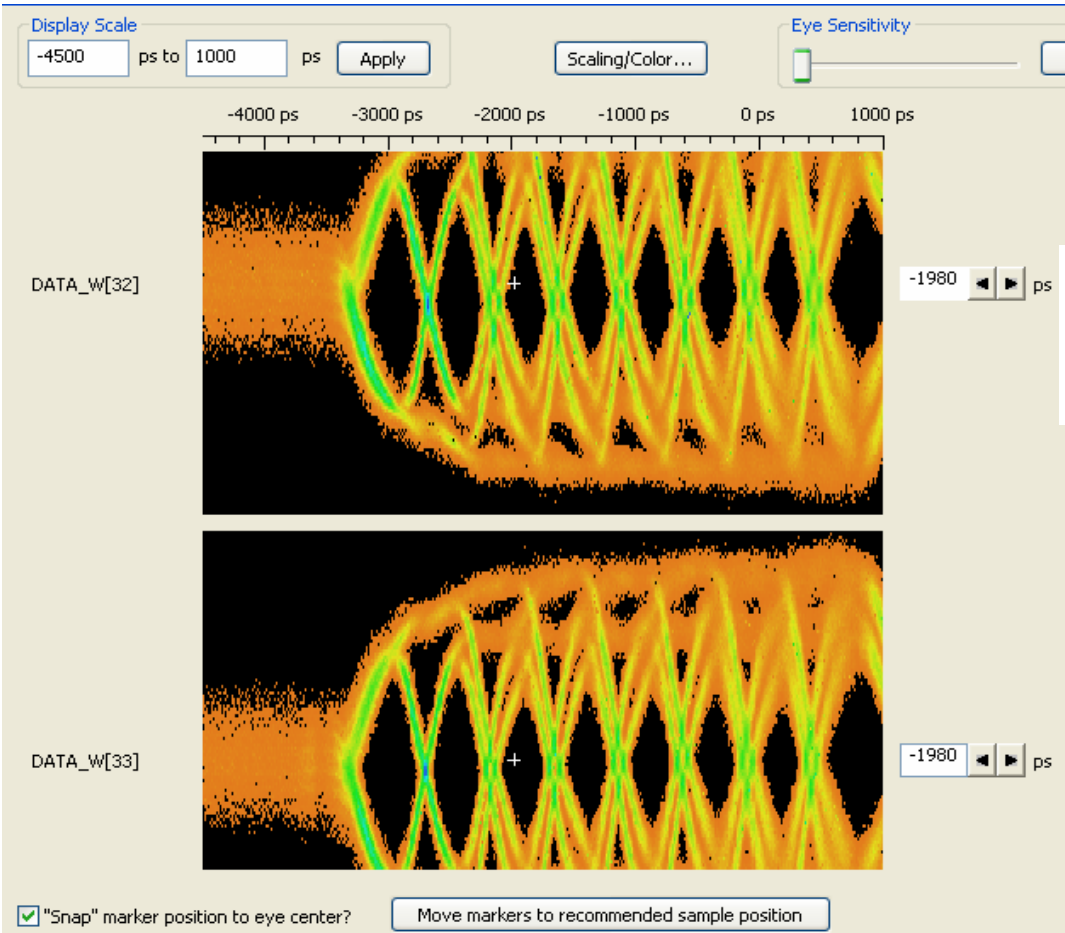 Display Scale
-4500 ps to 1000 ps Apply
Scaling/Color...
Eye Sensitivity
-4000 ps -3000 ps -2000 ps -1000 ps 0 ps 1000 ps
DATA_W[32]
-1980 ps
DATA_W[33]
-1980 ps
"Snap" marker position to eye center?
Move markers to recommended sample position